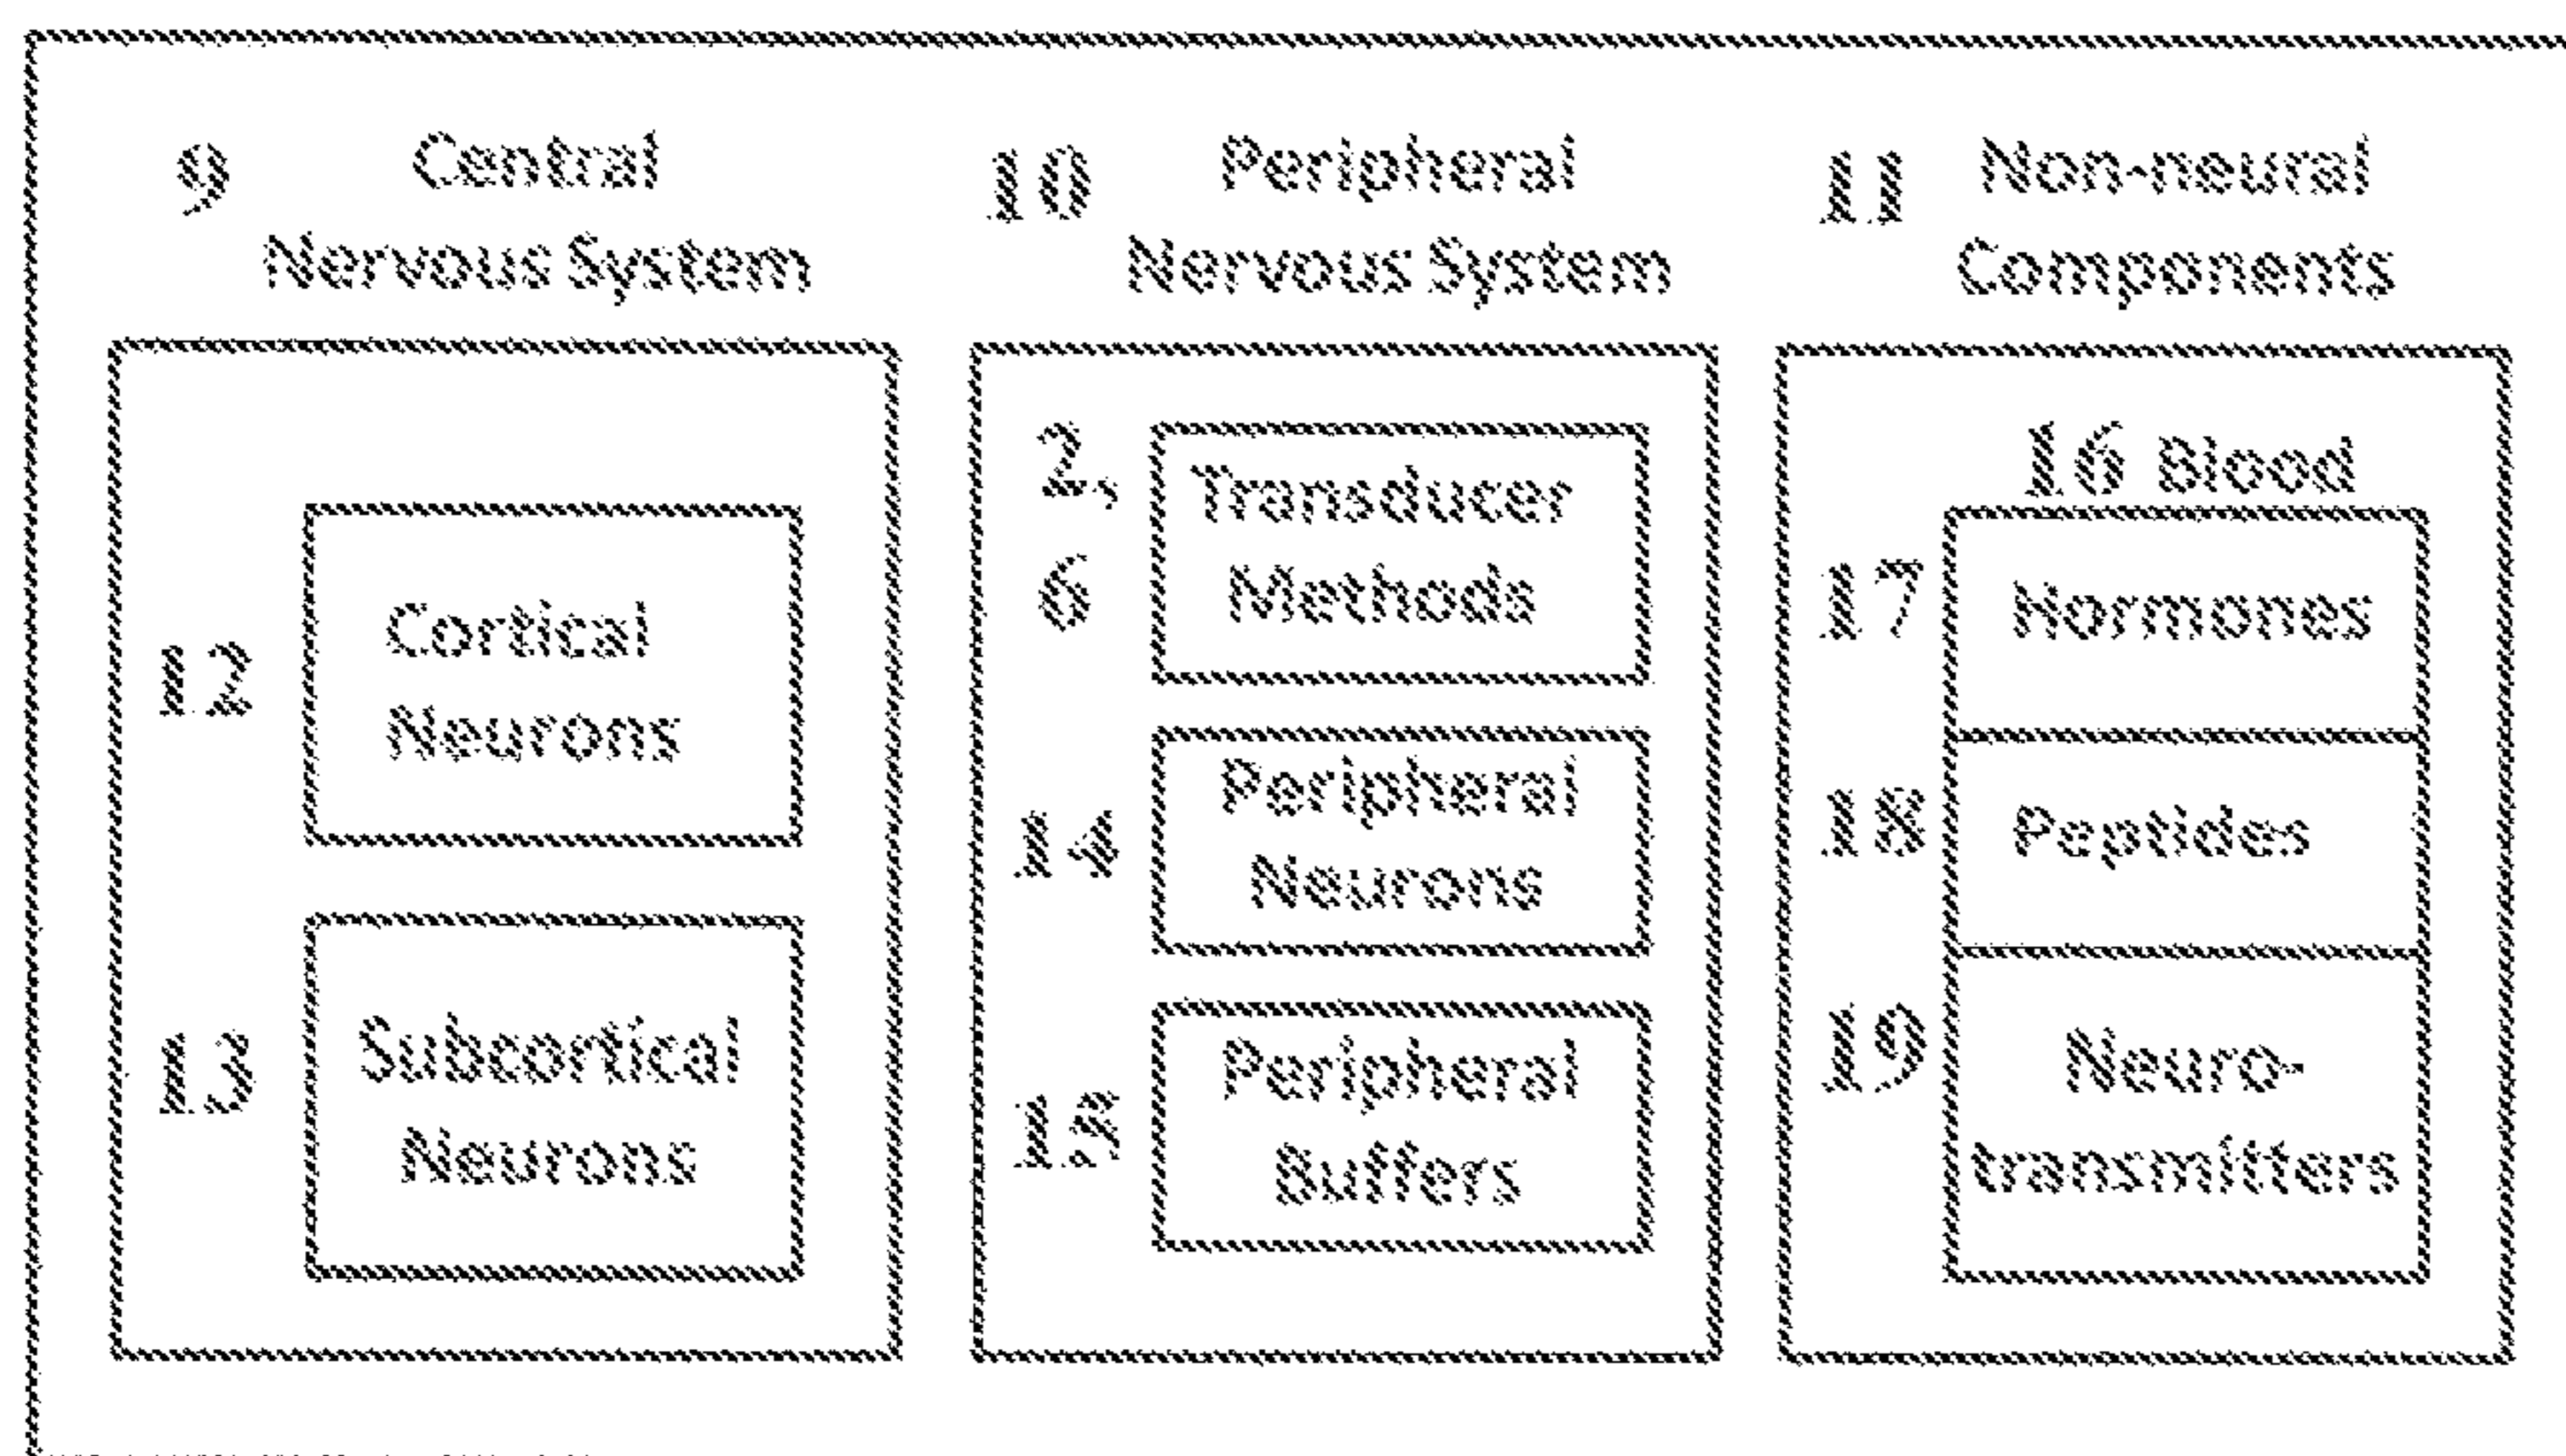 9 Central
Nervous System
12 Cortical
Neurons
13 Subcortical
Neurons
10 Peripheral
Nervous System
2, Transducer
6 Methods
14 Peripheral
Neurons
15 Peripheral
Buffers
11 Non-neural
Components
16 Blood
17 Hormones
18 Peptides
19 Neuro-
transmitters